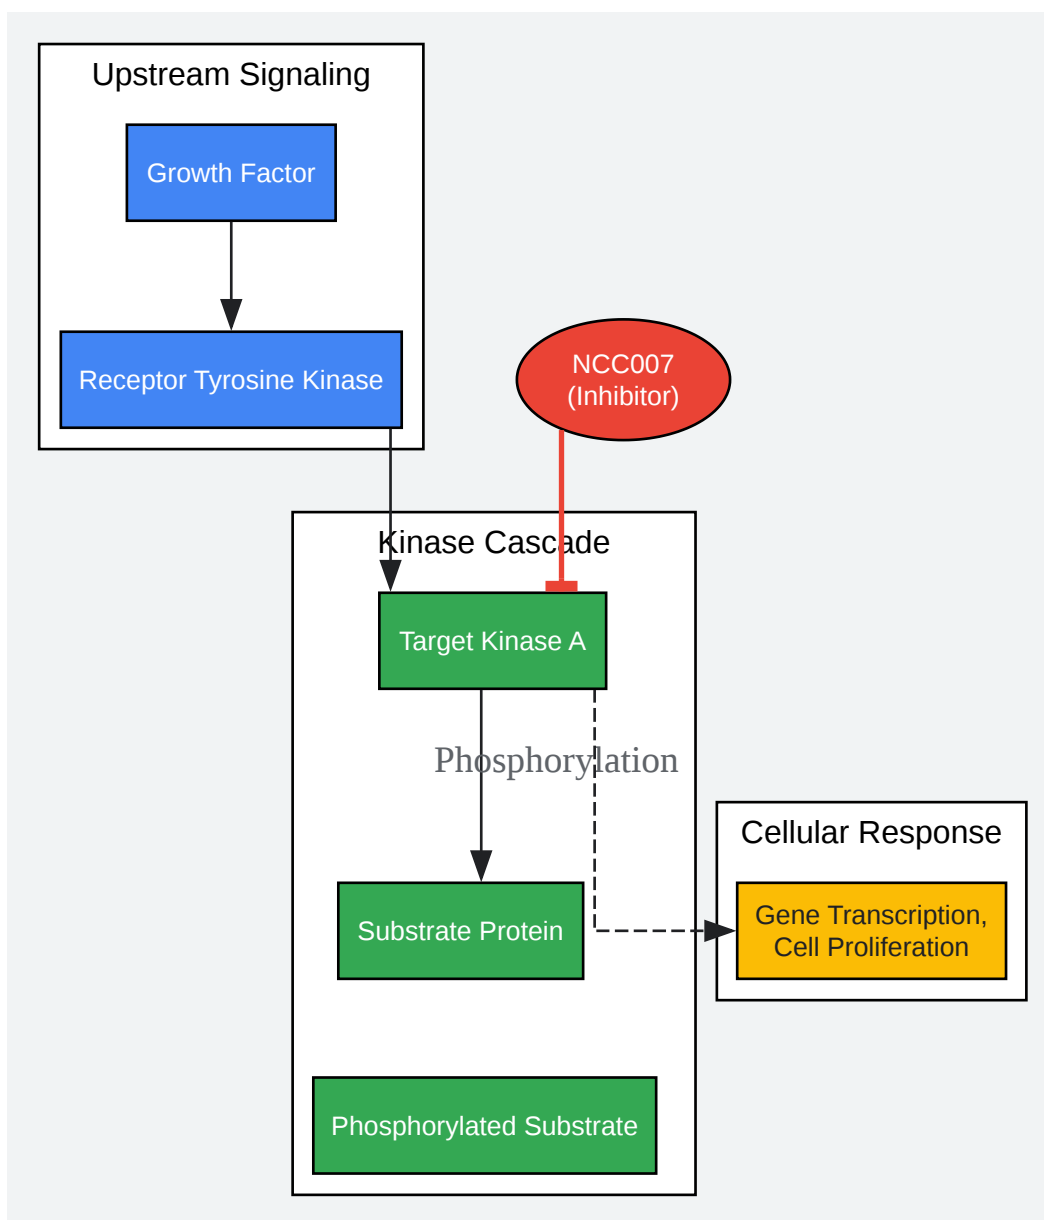 Upstream Signaling
Growth Factor
Receptor Tyrosine Kinase
NCC007
(Inhibitor)
Kinase Cascade
Target Kinase A
Phosphorylation
Substrate Protein
Cellular Response
Gene Transcription,
Cell Proliferation
Phosphorylated Substrate